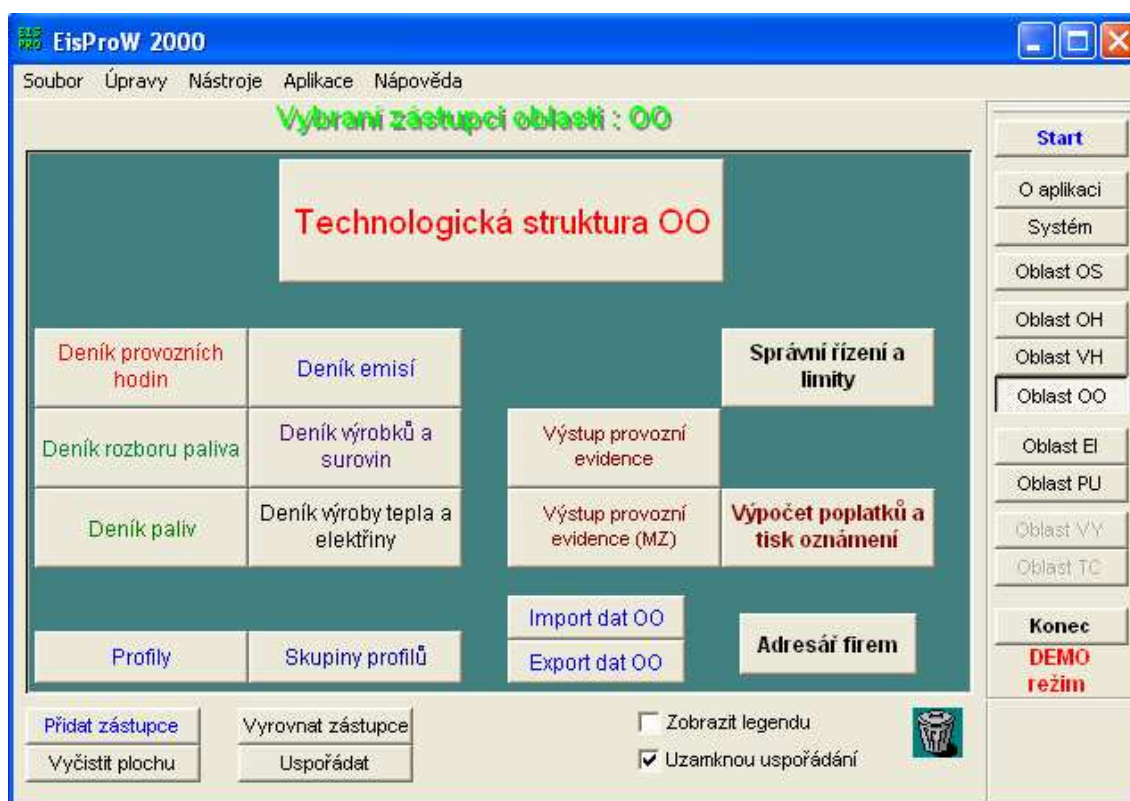 EIS
PRO
EisProW 2000
Soubor Úpravy Nástroje Aplikace Nápověda
Vybraní zástupci oblasti : OO
Technologická struktura OO
Deník provozních
hodin
Deník emisí
Správní řízení a
limity
Deník rozboru paliva
Deník výrobků a
surovin
Výstup provozní
evidence
Deník paliv
Deník výroby tepla a
elektřiny
Výstup provozní
evidence (MZ)
Výpočet poplatků a
tisk oznámení
Import dat OO
Export dat OO
Adresář firem
Profily
Skupiny profilů
Přidat zástupce
Vyrovnat zástupce
Vyčistit plochu
Uspořádat
Zobrazit legendu
Uzamknou uspořádání
Start
O aplikaci
Systém
Oblast OS
Oblast OH
Oblast VH
Oblast OO
Oblast EI
Oblast PU
Oblast VY
Oblast TC
Konec
DEMO
režim